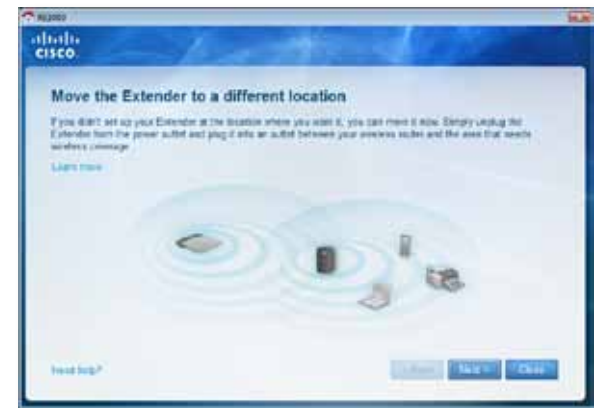 RE2000
CISCO
Move the Extender to a different location
If you didn't set up your Extender at the location where you want it, you can move it now. Simply unplug the
Extender from the power outlet and plug it into an outlet between your wireless router and the area that needs
wireless coverage.
Learn more
Need help?
Next >
Close